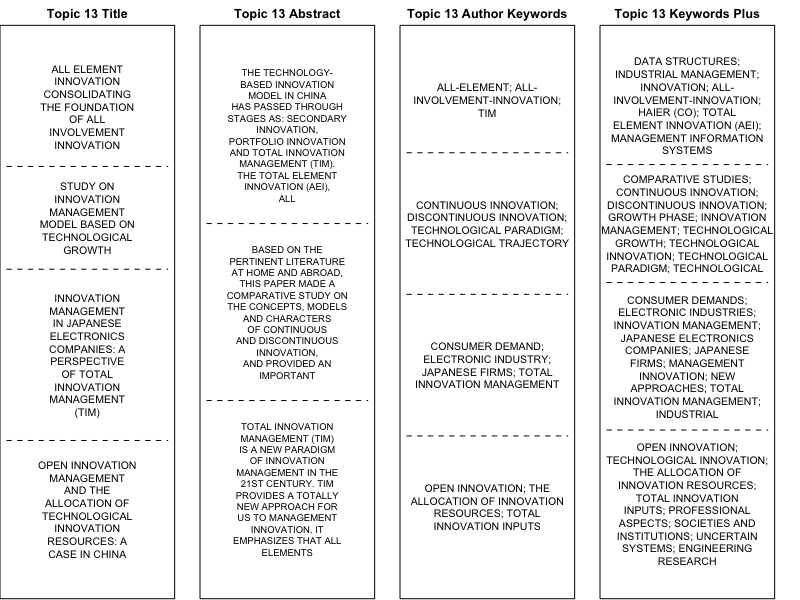 Topic 13 Title
ALL ELEMENT
INNOVATION
CONSOLIDATING
THE FOUNDATION
OF ALL
INVOLVEMENT
INNOVATION
STUDY ON
INNOVATION
MANAGEMENT
MODEL BASED ON
TECHNOLOGICAL
GROWTH
INNOVATION
MANAGEMENT
IN JAPANESE
ELECTRONICS
COMPANIES: A
PERSPECTIVE
OF TOTAL
INNOVATION
MANAGEMENT
(TIM)
OPEN INNOVATION
MANAGEMENT
AND THE
ALLOCATION OF
TECHNOLOGICAL
INNOVATION
RESOURCES: A
CASE IN CHINA
Topic 13 Abstract
THE TECHNOLOGY-
BASED INNOVATION
MODEL IN CHINA
HAS PASSED THROUGH
STAGES AS: SECONDARY
INNOVATION,
PORTFOLIO INNOVATION
AND TOTAL INNOVATION
MANAGEMENT (TIM).
THE TOTAL ELEMENT
INNOVATION (AEI),
ALL
BASED ON THE
PERTINENT LITERATURE
AT HOME AND ABROAD,
THIS PAPER MADE A
COMPARATIVE STUDY ON
THE CONCEPTS, MODELS
AND CHARACTERS
OF CONTINUOUS
AND DISCONTINUOUS
INNOVATION,
AND PROVIDED AN
IMPORTANT
TOTAL INNOVATION
MANAGEMENT (TIM)
IS A NEW PARADIGM
OF INNOVATION
MANAGEMENT IN THE
21ST CENTURY. TIM
PROVIDES A TOTALLY
NEW APPROACH FOR
US TO MANAGEMENT
INNOVATION. IT
EMPHASIZES THAT ALL
ELEMENTS
Topic 13 Author Keywords
ALL-ELEMENT; ALL-
INVOLVEMENT-INNOVATION;
TIM
CONTINUOUS INNOVATION;
DISCONTINUOUS INNOVATION;
TECHNOLOGICAL PARADIGM;
TECHNOLOGICAL TRAJECTORY
CONSUMER DEMAND;
ELECTRONIC INDUSTRY;
JAPANESE FIRMS; TOTAL
INNOVATION MANAGEMENT
OPEN INNOVATION; THE
ALLOCATION OF INNOVATION
RESOURCES; TOTAL
INNOVATION INPUTS
Topic 13 Keywords Plus
DATA STRUCTURES;
INDUSTRIAL MANAGEMENT;
INNOVATION; ALL-
INVOLVEMENT-INNOVATION;
HAIER (CO); TOTAL
ELEMENT INNOVATION (AEI);
MANAGEMENT INFORMATION
SYSTEMS
COMPARATIVE STUDIES;
CONTINUOUS INNOVATION;
DISCONTINUOUS INNOVATION;
GROWTH PHASE; INNOVATION
MANAGEMENT; TECHNOLOGICAL
GROWTH; TECHNOLOGICAL
INNOVATION; TECHNOLOGICAL
PARADIGM; TECHNOLOGICAL
CONSUMER DEMANDS;
ELECTRONIC INDUSTRIES;
INNOVATION MANAGEMENT;
JAPANESE ELECTRONICS
COMPANIES; JAPANESE
FIRMS; MANAGEMENT
INNOVATION; NEW
APPROACHES; TOTAL
INNOVATION MANAGEMENT;
INDUSTRIAL
OPEN INNOVATION;
TECHNOLOGICAL INNOVATION;
THE ALLOCATION OF
INNOVATION RESOURCES;
TOTAL INNOVATION
INPUTS; PROFESSIONAL
ASPECTS; SOCIETIES AND
INSTITUTIONS; UNCERTAIN
SYSTEMS; ENGINEERING
RESEARCH